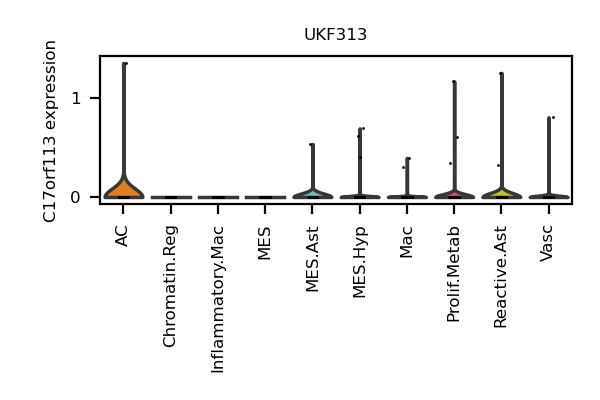 UKF313
C17orf113 expression
1
0
AC
Chromatin.Reg
Inflammatory.Mac
MES
MES.Ast
MES.Hyp
Mac
Prolif.Metab
Reactive.Ast
Vasc